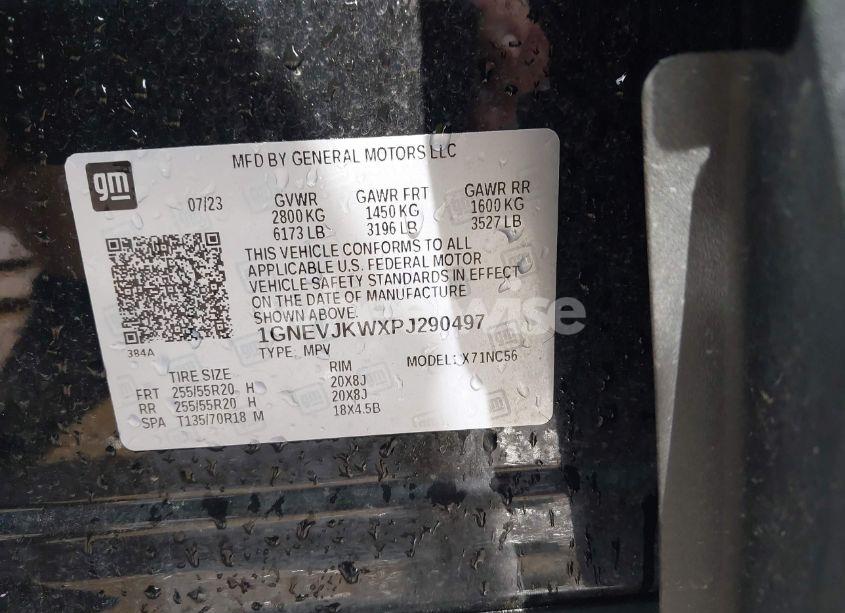 MFD BY GENERAL MOTORS LLC
gm
07/23 GVWR GAWR FRT GAWR RR
2800 KG 1450 KG 1600 KG
6173 LB 3196 LB 3527 LB
THIS VEHICLE CONFORMS TO ALL
APPLICABLE U.S. FEDERAL MOTOR
VEHICLE SAFETY STANDARDS IN EFFECT
ON THE DATE OF MANUFACTURE
SHOWN ABOVE.
1GNEVJKWXPJ290497
384A
TYPE: MPV MODEL: X71NC56
TIRE SIZE RIM
FRT 255/55R20 H 20X8J
RR 255/55R20 H 20X8J
SPA T135/70R18 M 18X4.5B